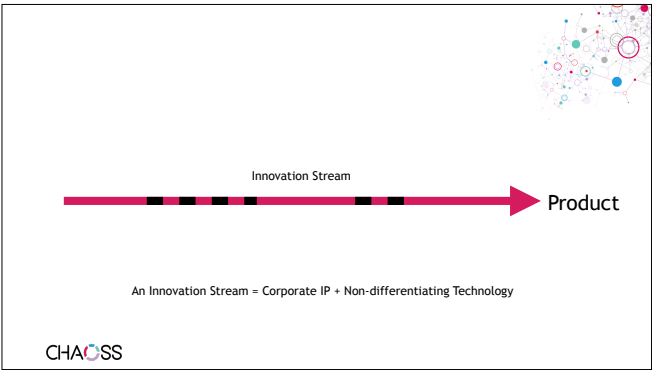 Innovation Stream
Product
An Innovation Stream = Corporate IP + Non-differentiating Technology
CHAOSS